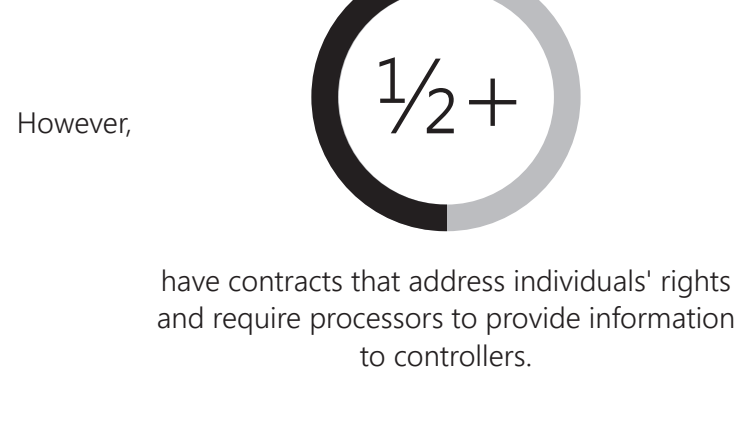 ½+
However,
have contracts that address individuals' rights
and require processors to provide information
to controllers.